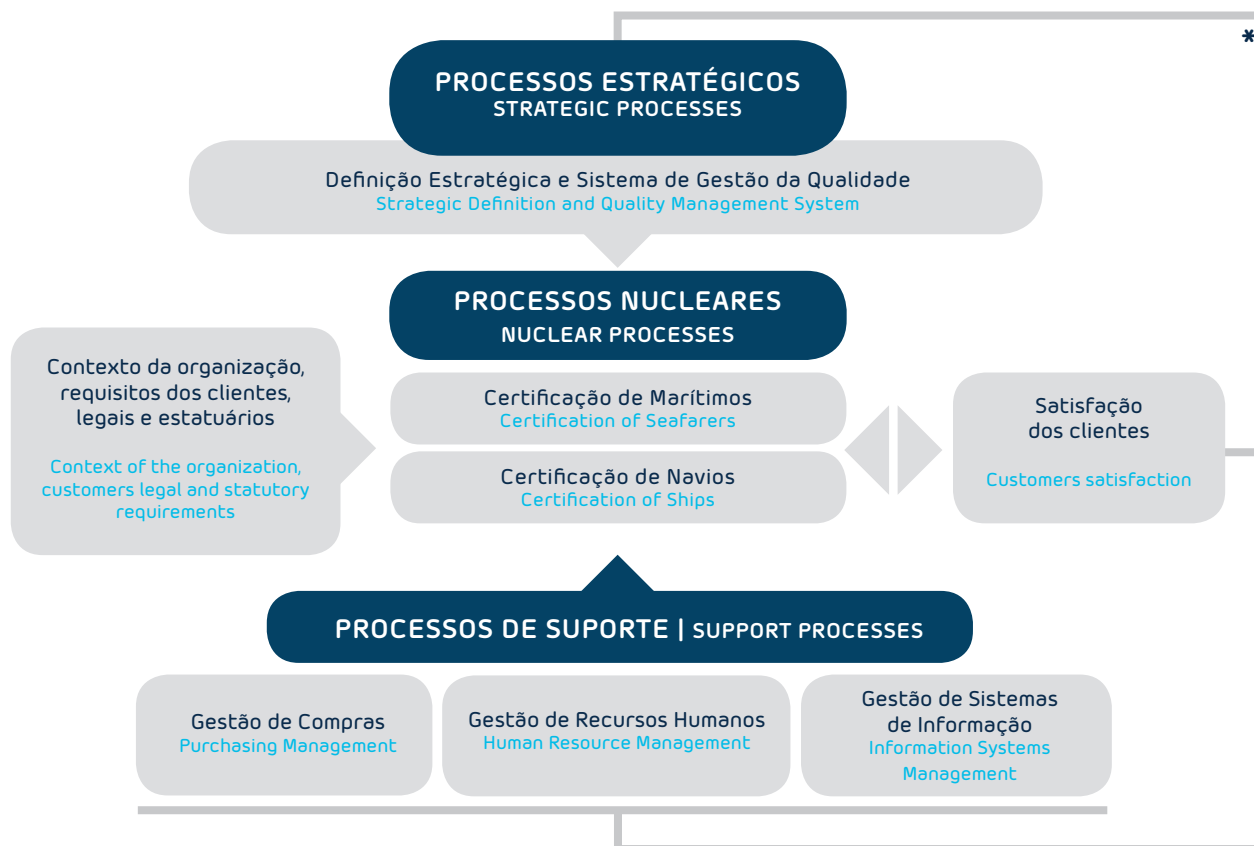 *
PROCESSOS ESTRATÉGICOS
STRATEGIC PROCESSES
Definição Estratégica e Sistema de Gestão da Qualidade
Strategic Definition and Quality Management System
PROCESSOS NUCLEARES
NUCLEAR PROCESSES
Contexto da organização,
requisitos dos clientes,
legais e estatuários
Context of the organization,
customers legal and statutory
requirements
Certificação de Marítimos
Certification of Seafarers
Certificação de Navios
Certification of Ships
Satisfação
dos clientes
Customers satisfaction
PROCESSOS DE SUPORTE | SUPPORT PROCESSES
Gestão de Compras
Purchasing Management
Gestão de Recursos Humanos
Human Resource Management
Gestão de Sistemas
de Informação
Information Systems
Management